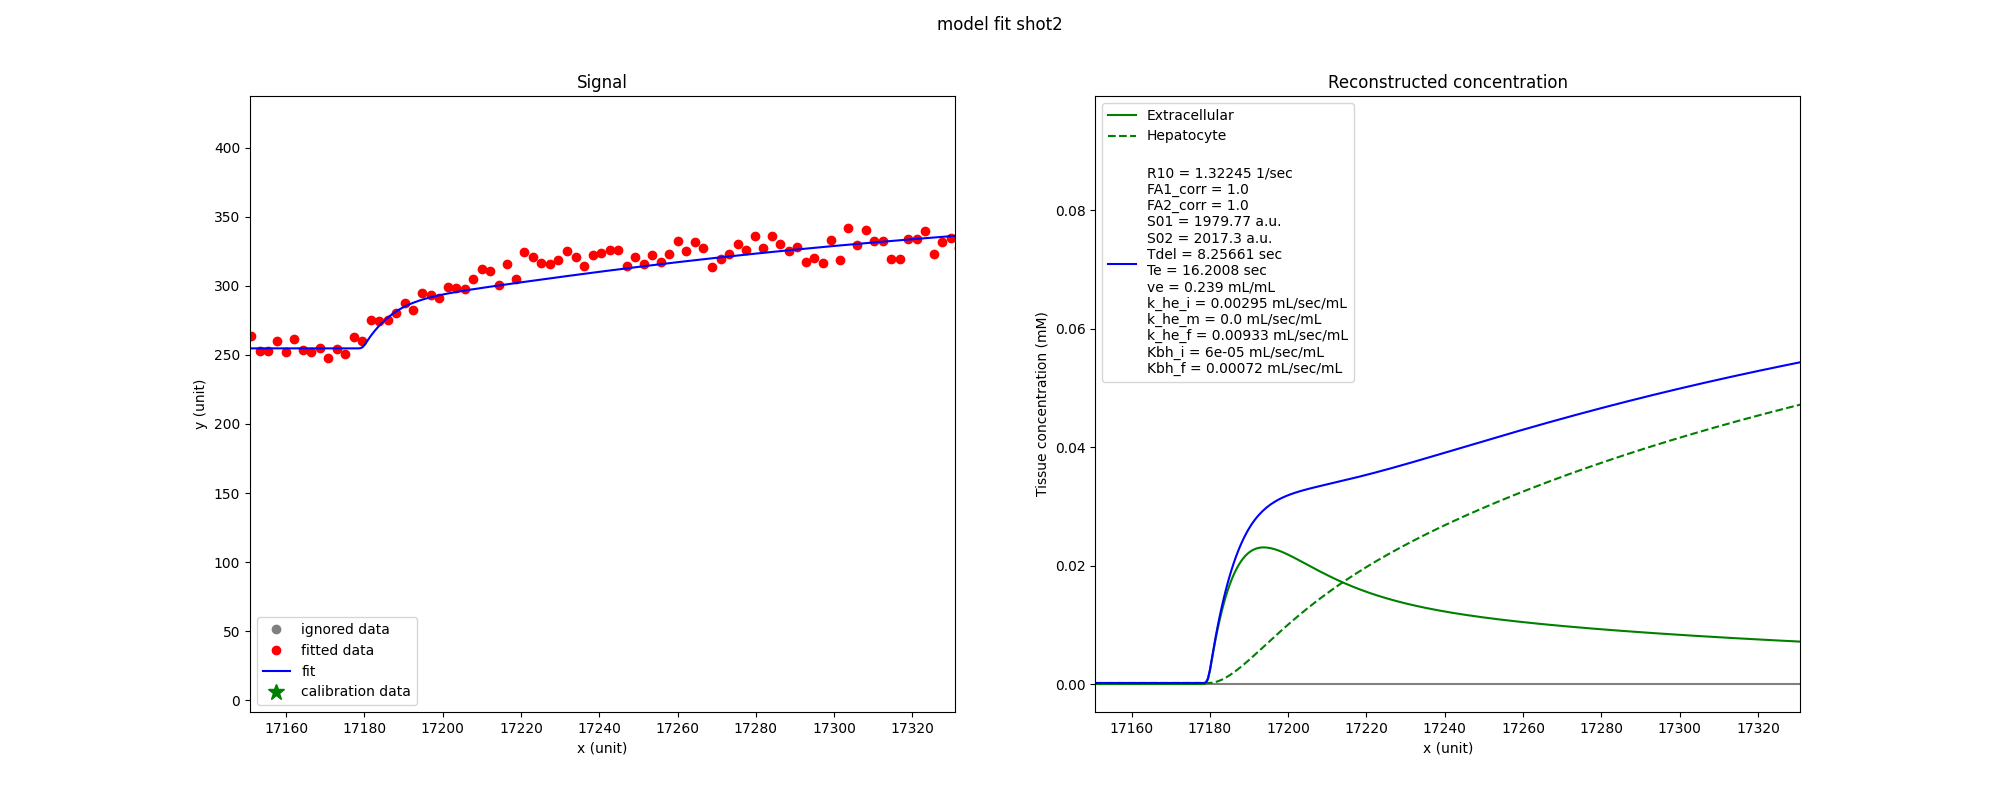 model fit shot2
Signal
400
350
300
250
200
150
100
50
0
y (unit)
ignored data
fitted data
fit
calibration data
17160 17180 17200 17220 17240 17260 17280 17300 17320
x (unit)
Reconstructed concentration
Extracellular
Hepatocyte
R10 = 1.32245 1/sec
FA1_corr = 1.0
FA2_corr = 1.0
S01 = 1979.77 a.u.
S02 = 2017.3 a.u.
Tdel = 8.25661 sec
Te = 16.2008 sec
ve = 0.239 mL/mL
k_he_i = 0.00295 mL/sec/mL
k_he_m = 0.0 mL/sec/mL
k_he_f = 0.00933 mL/sec/mL
Kbh_i = 6e-05 mL/sec/mL
Kbh_f = 0.00072 mL/sec/mL
0.08
0.06
0.04
0.02
0.00
Tissue concentration (mM)
17160 17180 17200 17220 17240 17260 17280 17300 17320
x (unit)